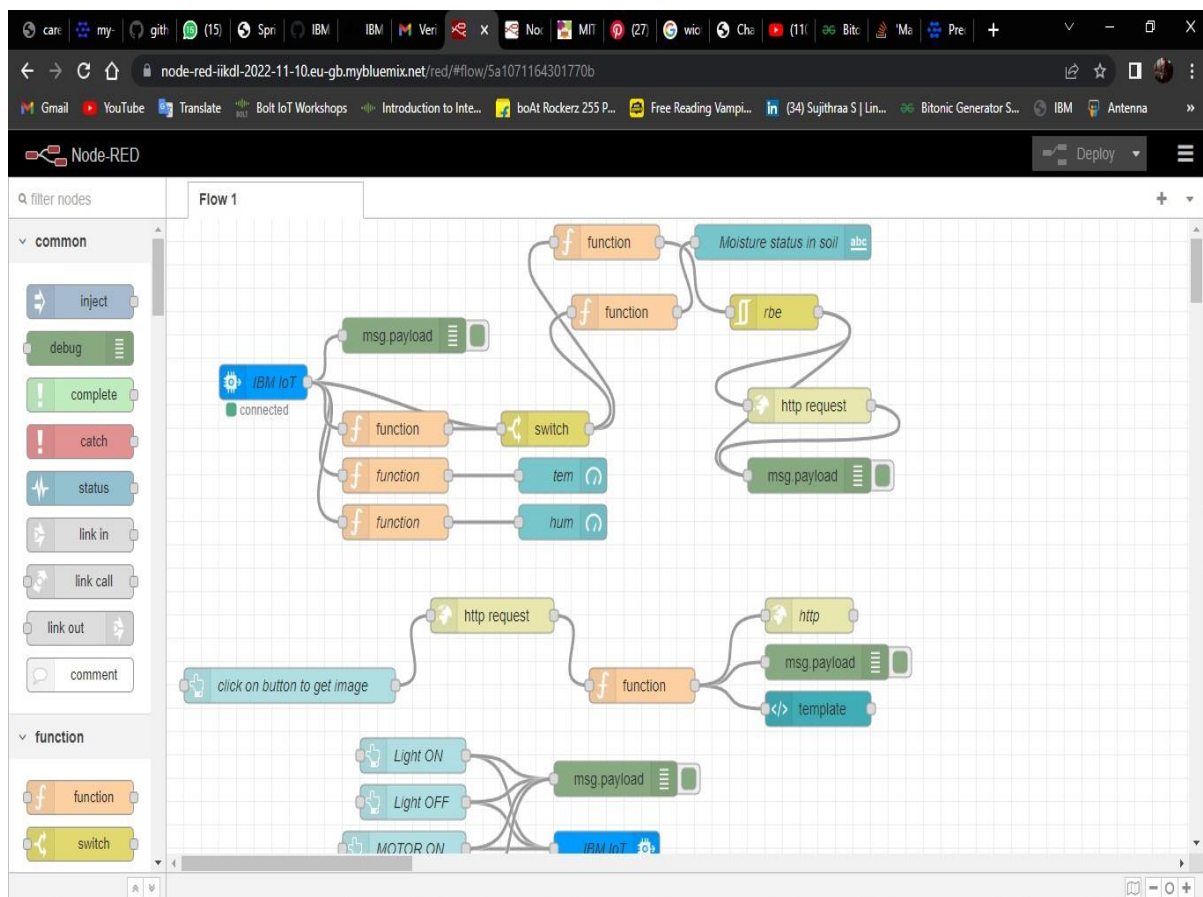 care my- gith (15) Spri IBM IBM Veri X Noc MIT (27) wio Cha (11( Bitc 'Ma Pre +
node-red-iikdl-2022-11-10.eu-gb.mybluemix.net/red/#flow/5a1071164301770b
Gmail YouTube Translate Bolt IoT Workshops Introduction to Inte... boAt Rockerz 255 P... Free Reading Vampi... (34) Sujithraa S | Lin... Bitonic Generator S... IBM Antenna »
Node-RED Deploy
filter nodes Flow 1
common
inject
debug
complete
catch
status
link in
link call
link out
comment
function
function
switch
function
Moisture status in soil abc
function
rbe
msg.payload
IBM IoT
connected
http request
function
switch
function
tem
msg.payload
function
hum
http request
http
msg.payload
click on button to get image
function
template
Light ON
msg.payload
Light OFF
MOTOR ON
IBM IoT